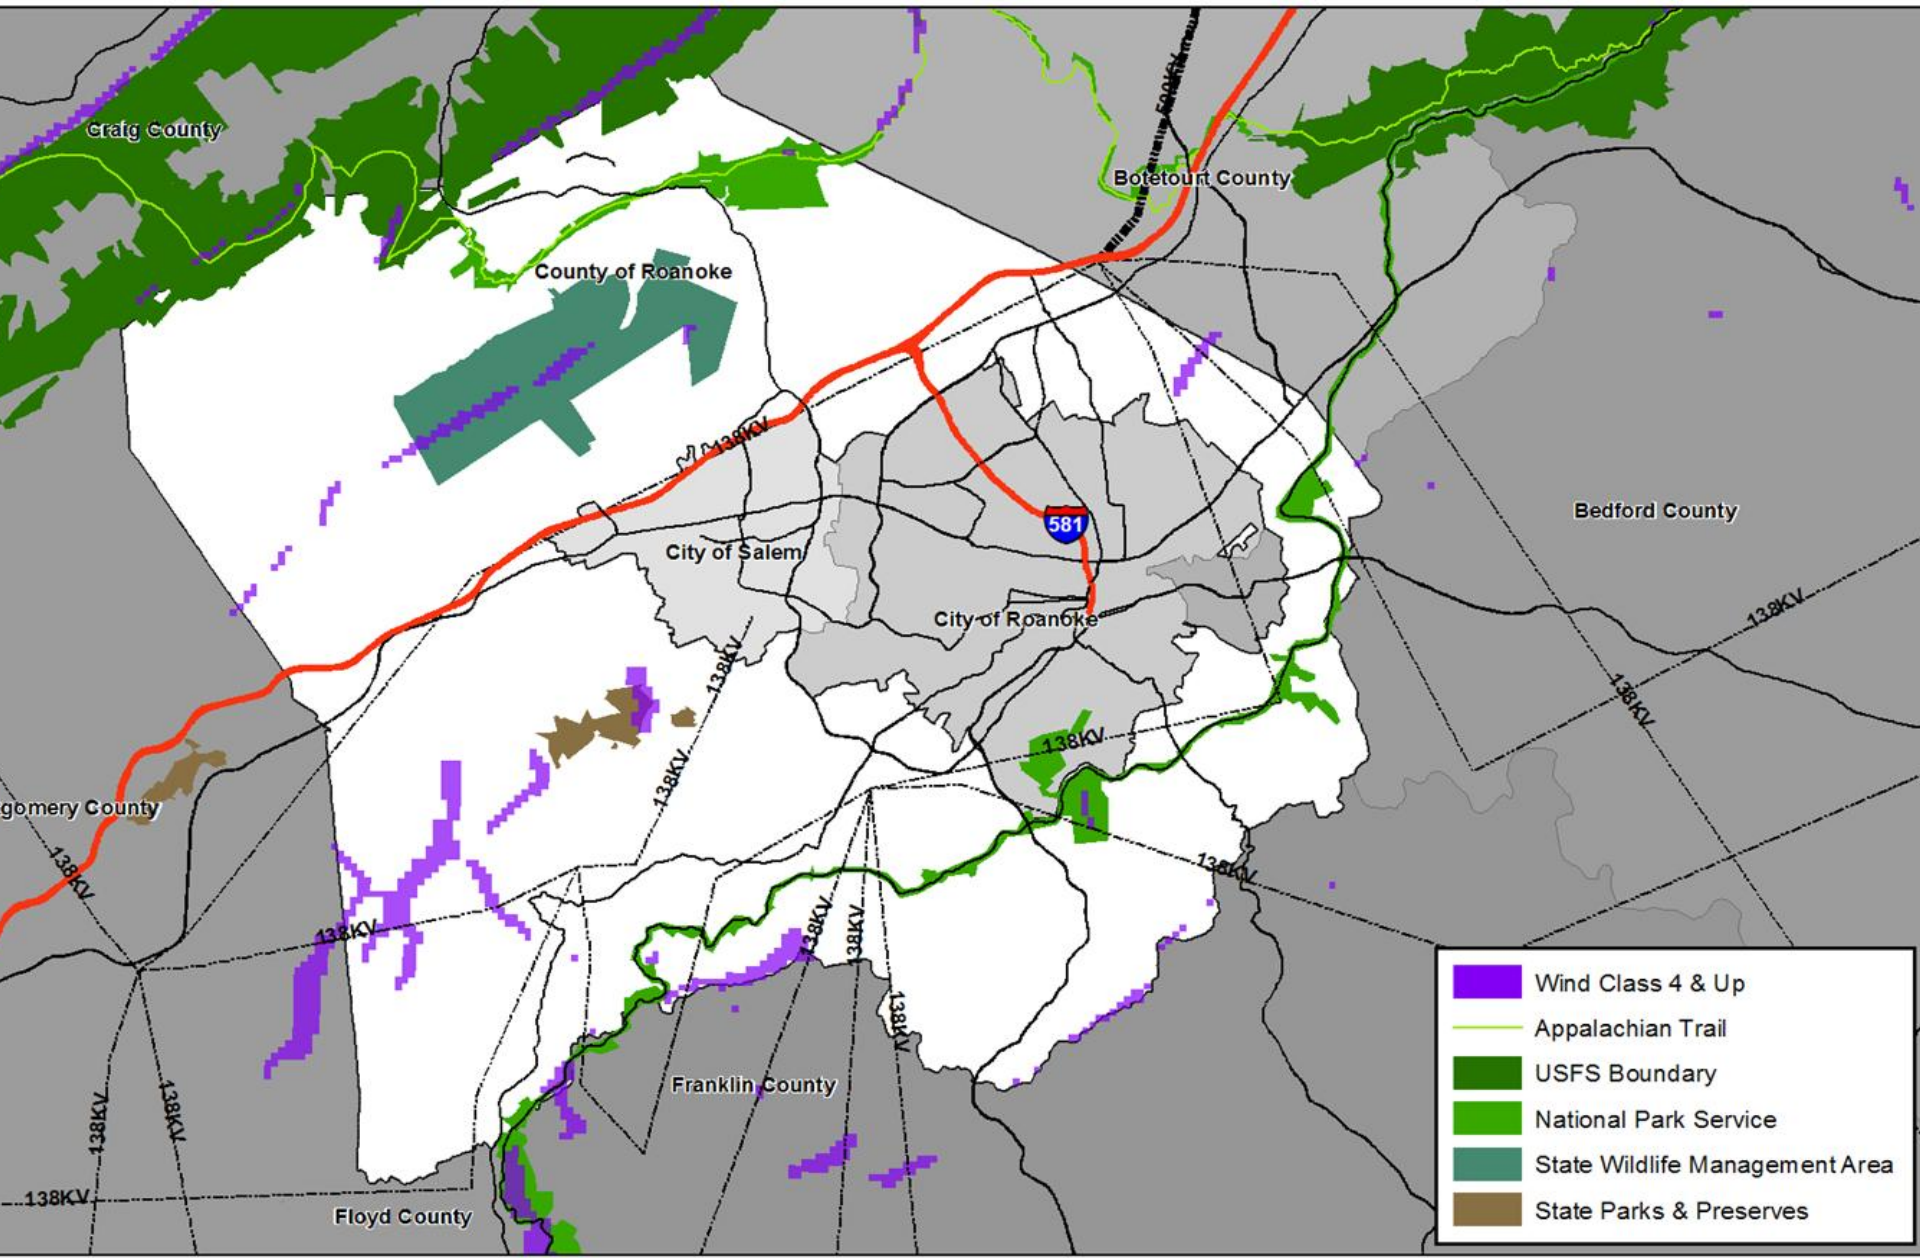 500KV
Craig County
Botetourt County
County of Roanoke
138KV
Bedford County
581
City of Salem
138KV
City of Roanoke
138KV
138KV
138KV
138KV
gomery County
138KV
138KV
138KV
138KV
138KV
138KV
Franklin County
138KV
138KV
138KV
Floyd County
Wind Class 4 & Up
Appalachian Trail
USFS Boundary
National Park Service
State Wildlife Management Area
State Parks & Preserves